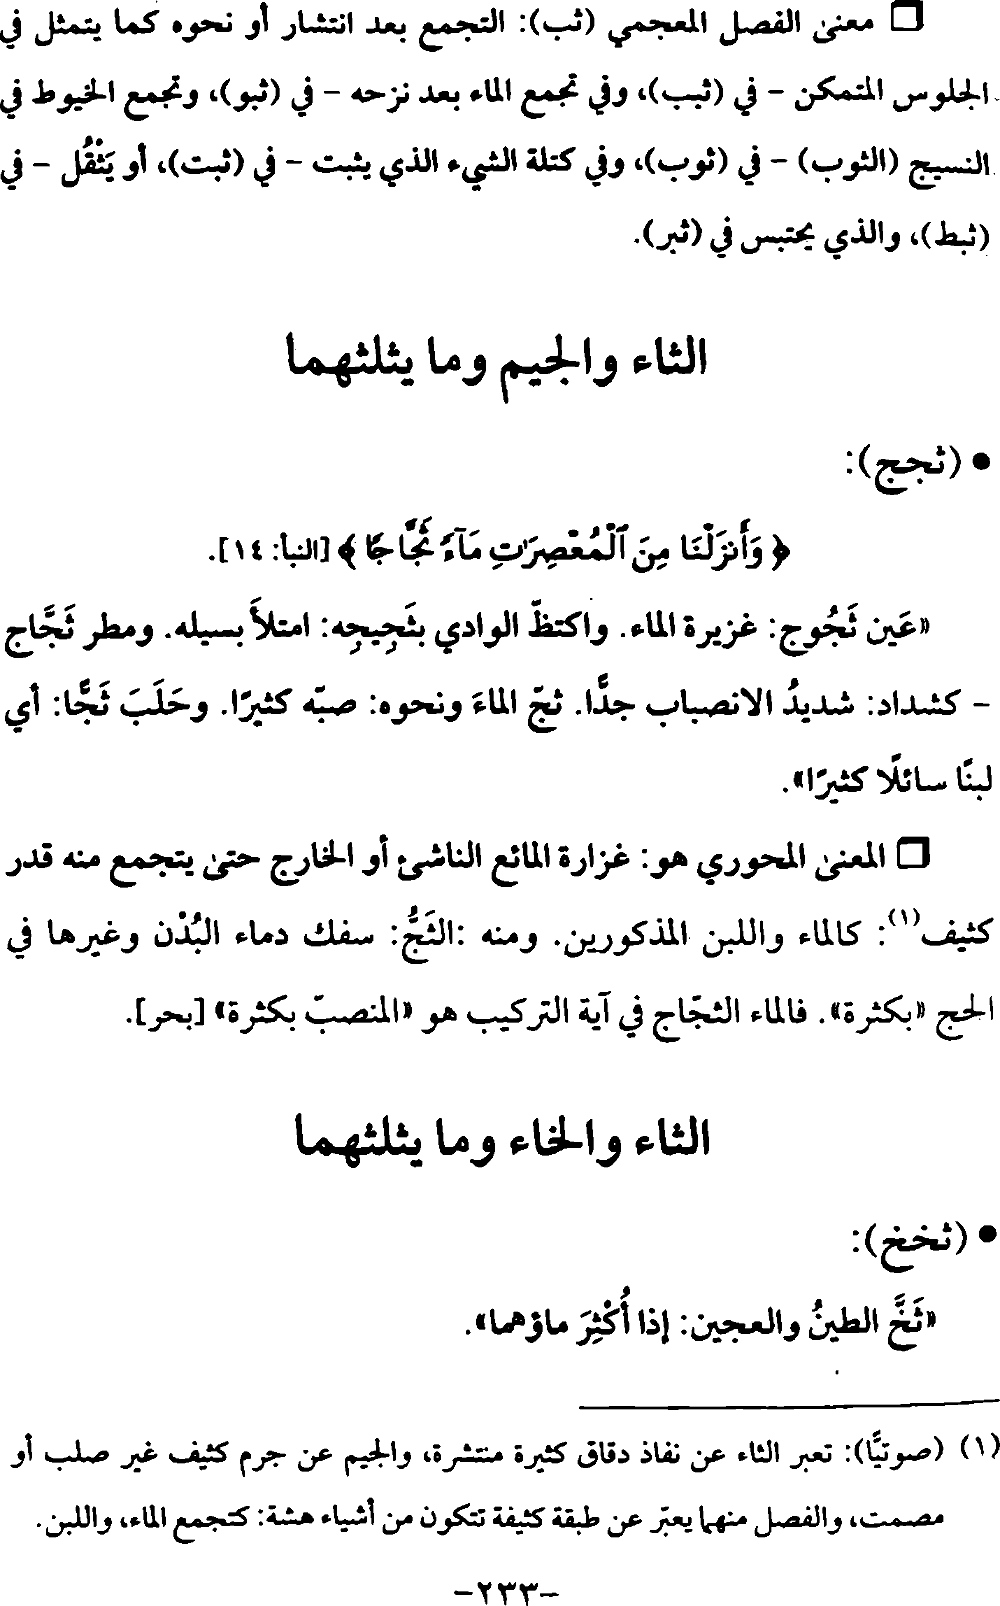 ❐ معنى الفصل المعجمي (ثب): التجمع بعد انتشار أو نحوه كما يتمثل في
الجلوس المتمكن - في (ثبب)، وفي تجمع الماء بعد نزحه - في (ثبو)، وتجمع الخيوط في
النسيج (الثوب) - في (ثوب)، وفي كتلة الشيء الذي يثبت - في (ثبت)، أو يَثْقُل - في
(ثبط)، والذي يحتبس في (ثبر).
الثاء والجيم وما يثلثهما
• (ثجج):
﴿ وَأَنزَلْنَا مِنَ ٱلْمُعْصِرَٰتِ مَآءً ثَجَّاجًا ﴾ [النبأ: ١٤].
«عَين ثَجُوج: غزيرة الماء. واكتظّ الوادي بثَجِيجِه: امتلأ بسيله. ومطر ثَجَّاج
- كشداد: شديدُ الانصباب جدًّا. ثجّ الماءَ ونحوه: صبّه كثيرًا. وحَلَبَ ثَجًّا: أي
لبنًا سائلًا كثيرًا».
❐ المعنى المحوري هو: غزارة المائع الناشئ أو الخارج حتى يتجمع منه قدر
كثيف(١): كالماء واللبن المذكورين. ومنه :الثَجُّ: سفك دماء البُدْن وغيرها في
الحج «بكثرة». فالماء الثجّاج في آية التركيب هو «المنصبّ بكثرة» [بحر].
الثاء والخاء وما يثلثهما
• (ثخخ):
«ثَخَّ الطينُ والعجين: إذا أُكْثِرَ ماؤهما».
(١) (صوتيًّا): تعبر الثاء عن نفاذ دقاق كثيرة منتشرة، والجيم عن جرم كثيف غير صلب أو
مصمت، والفصل منهما يعبّر عن طبقة كثيفة تتكون من أشياء هشة: كتجمع الماء، واللبن.
-٢٣٣-